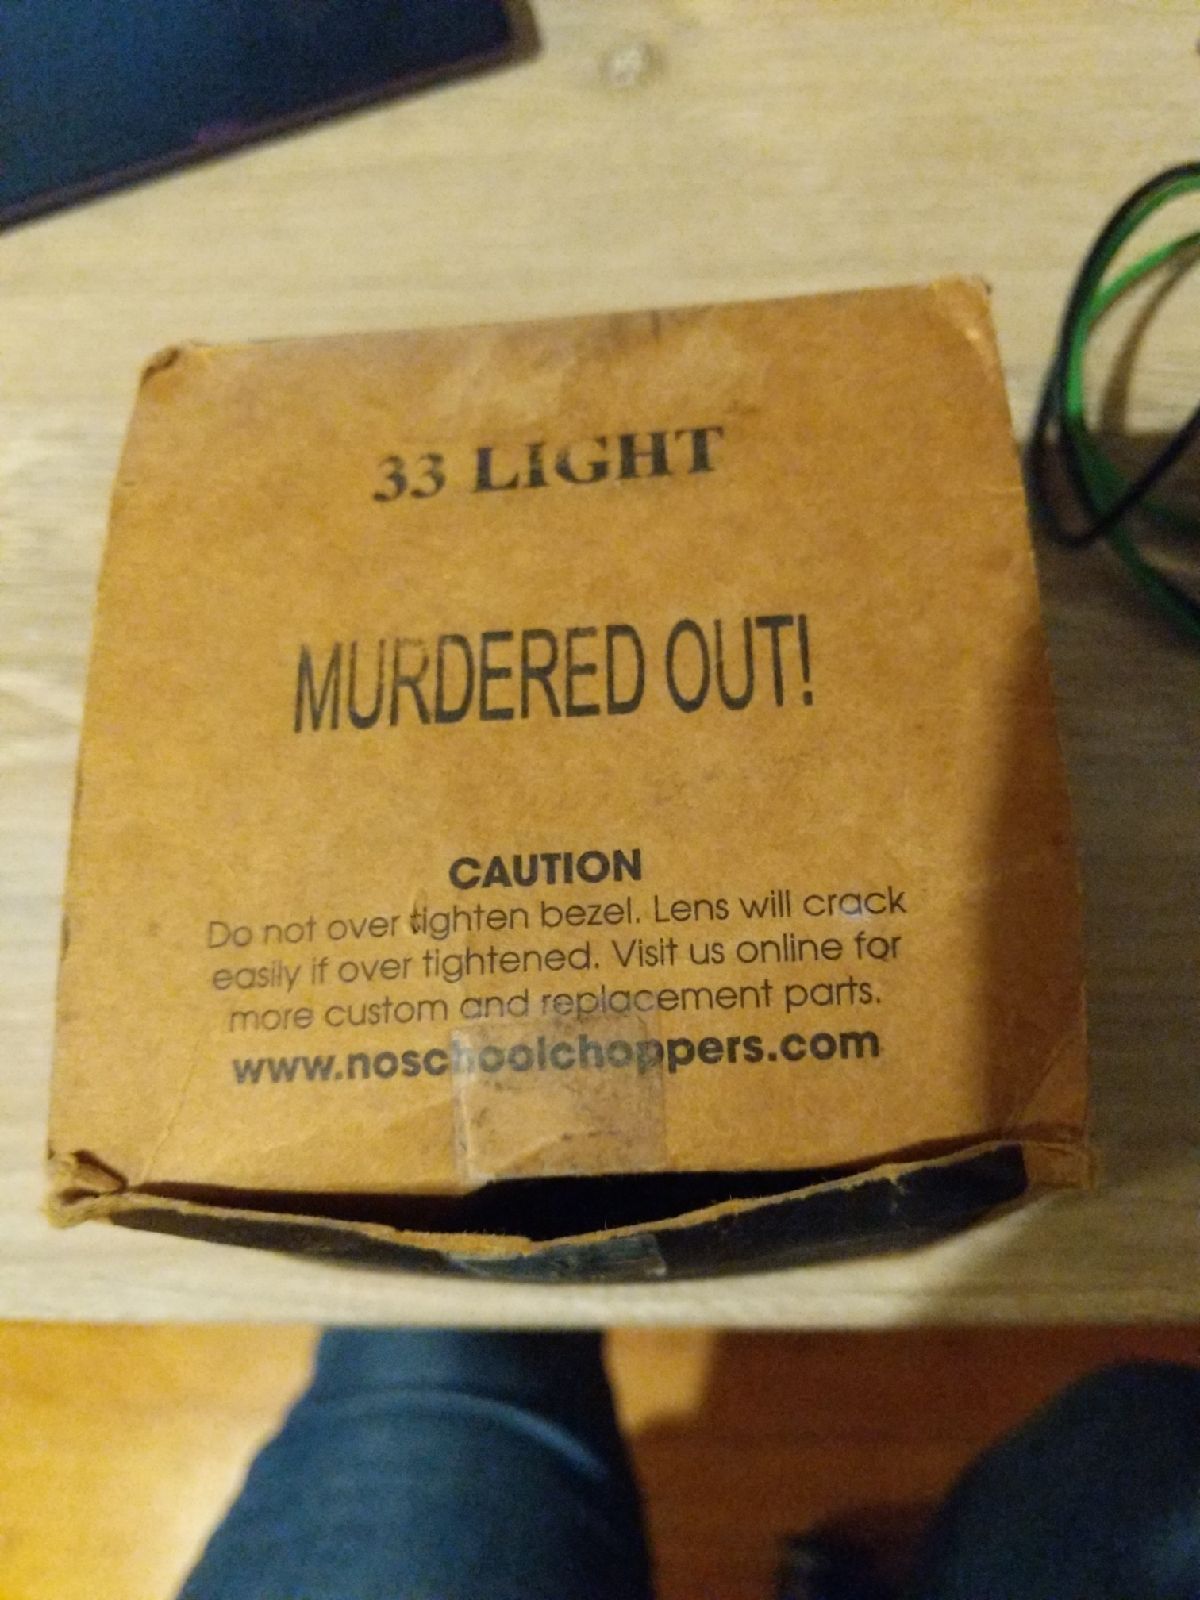 33 LIGHT
MURDERED OUT!
CAUTION
Do not over tighten bezel. Lens will crack
easily if over tightened. Visit us online for
more custom and replacement parts.
www.noschoolchoppers.com